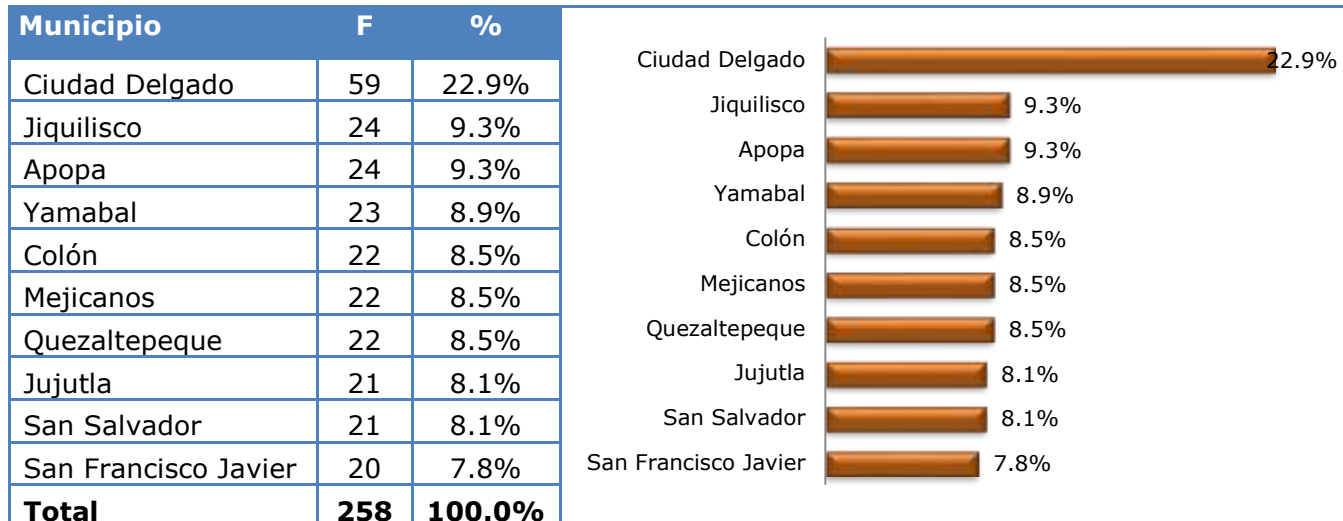 Municipio F %
Ciudad Delgado 59 22.9%
Jiquilisco 24 9.3%
Apopa 24 9.3%
Yamabal 23 8.9%
Colón 22 8.5%
Mejicanos 22 8.5%
Quezaltepeque 22 8.5%
Jujutla 21 8.1%
San Salvador 21 8.1%
San Francisco Javier 20 7.8%
Total 258 100.0%
Ciudad Delgado 22.9%
Jiquilisco 9.3%
Apopa 9.3%
Yamabal 8.9%
Colón 8.5%
Mejicanos 8.5%
Quezaltepeque 8.5%
Jujutla 8.1%
San Salvador 8.1%
San Francisco Javier 7.8%